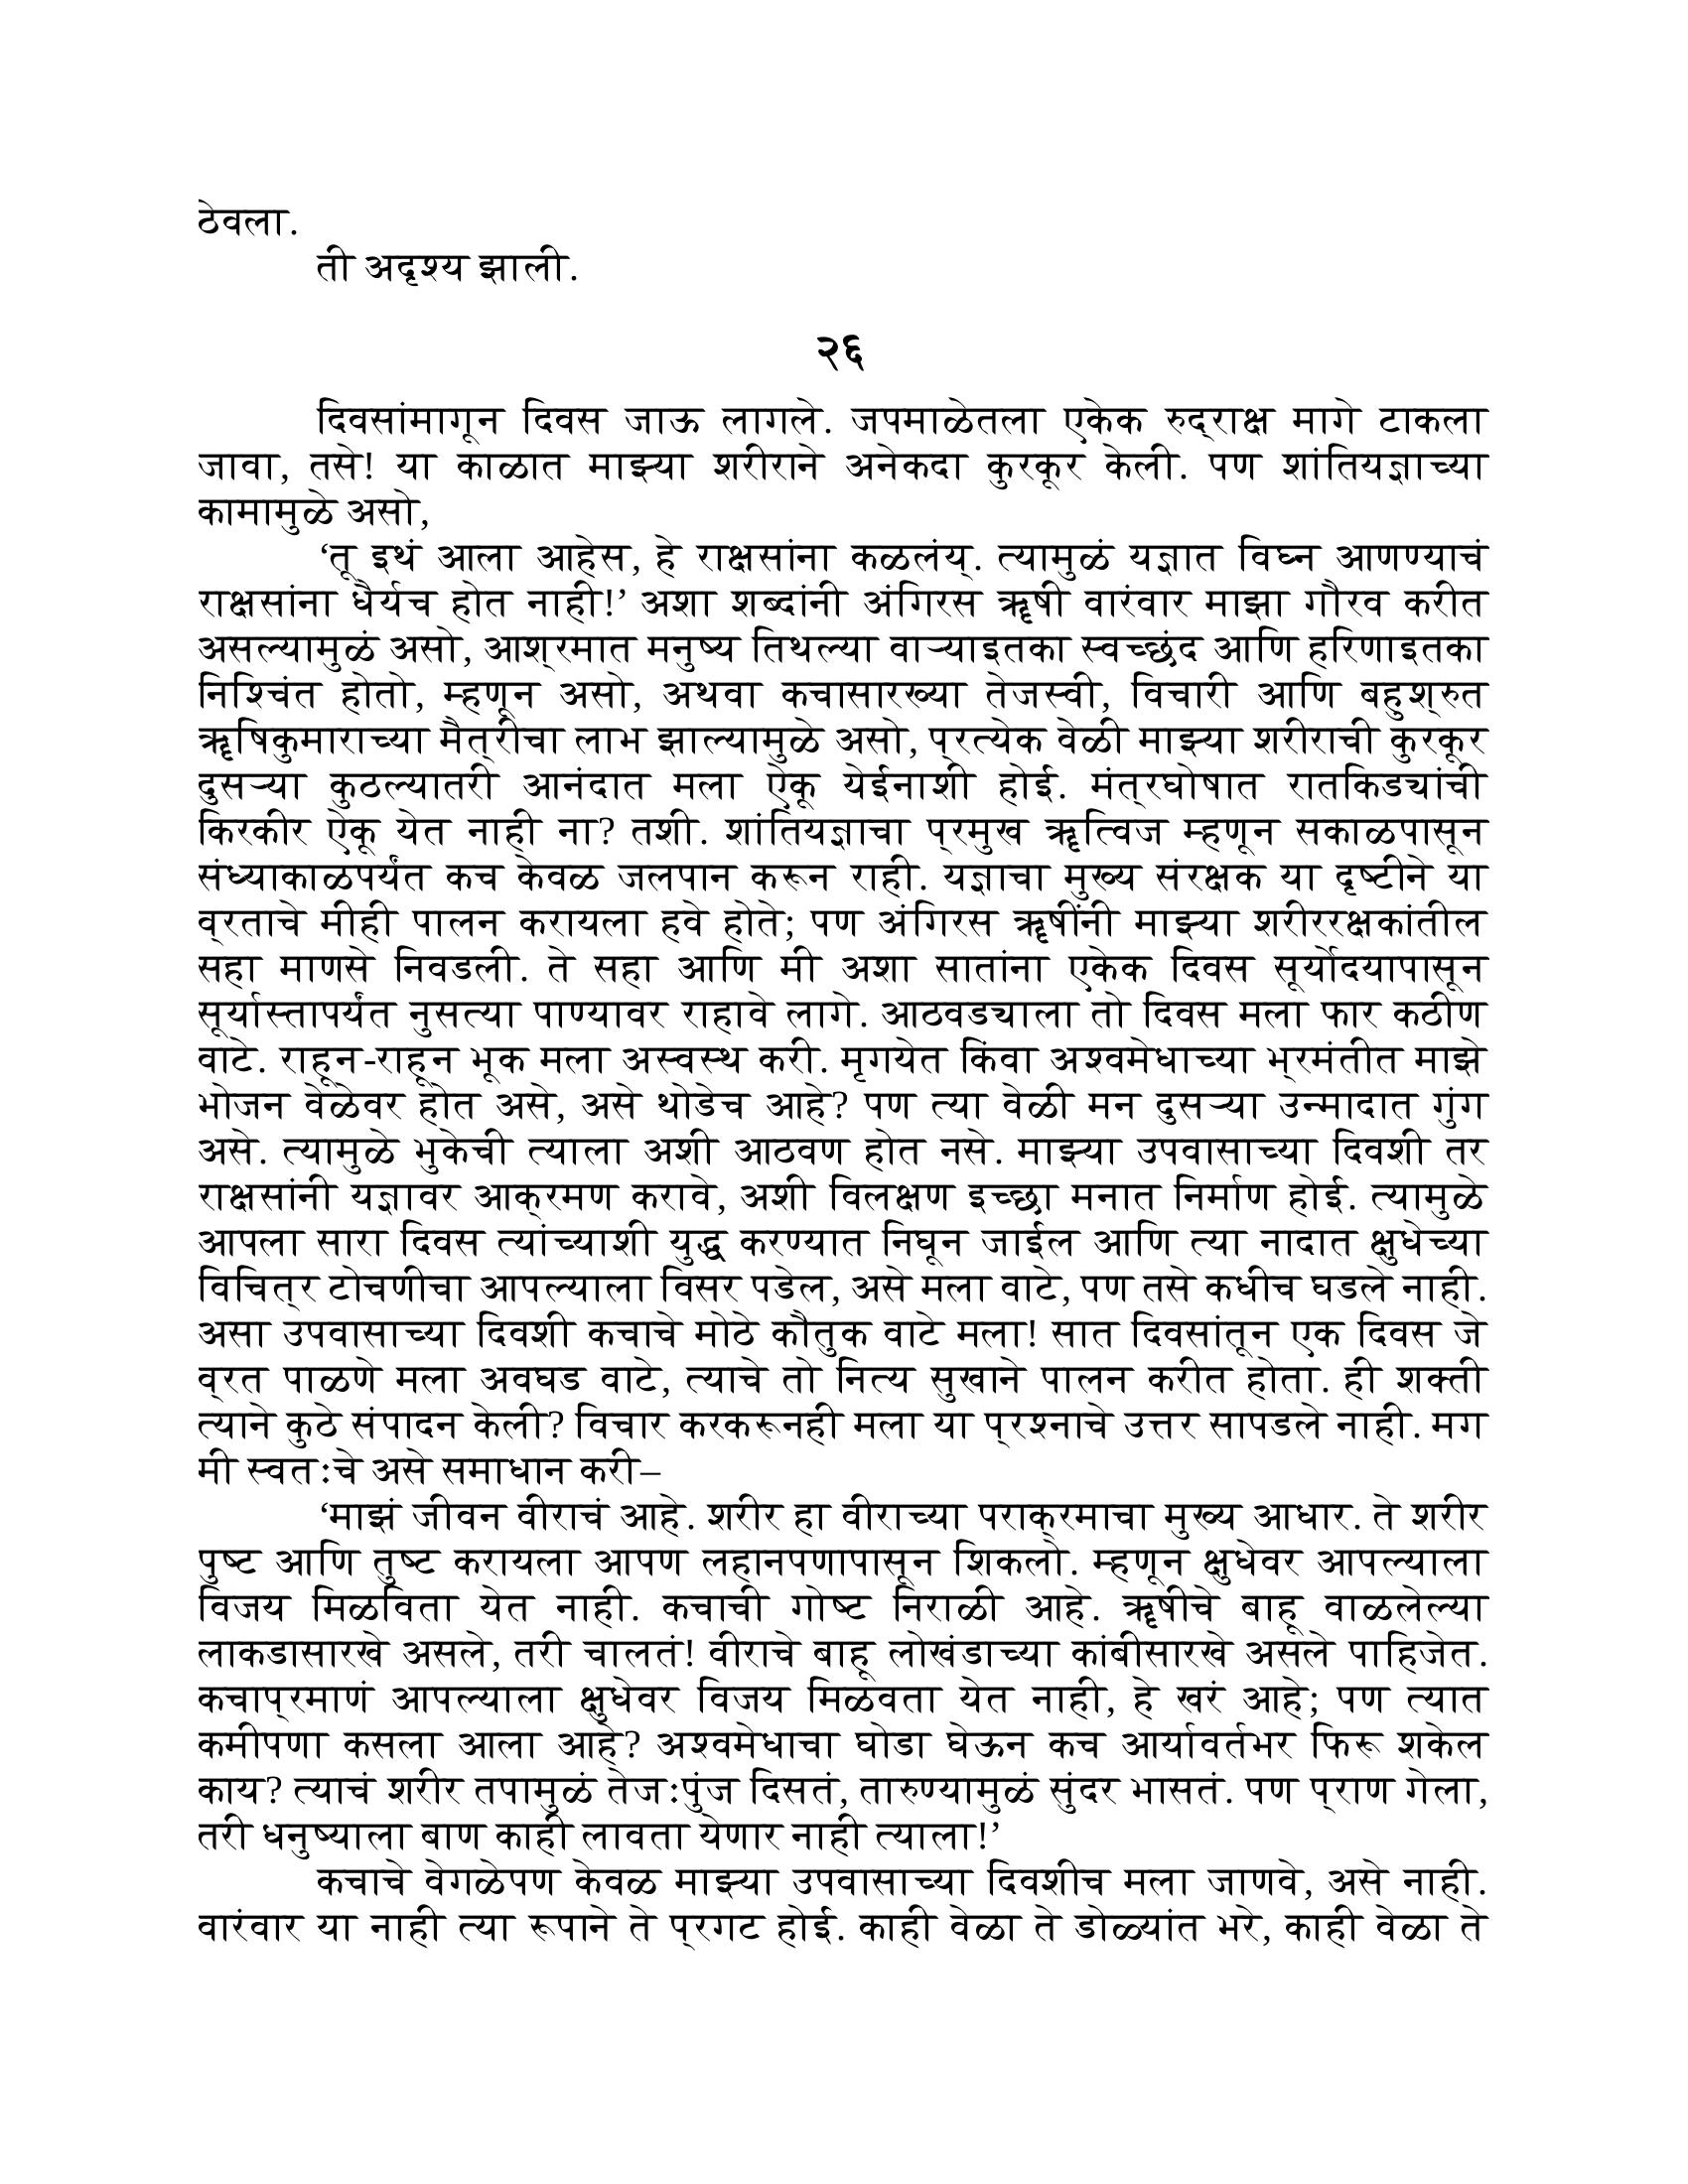 ठेवला.
ती अदृश्य झाली.
२६
दिवसांमागून दिवस जाऊ लागले. जपमाळेतला एकेक रुद्राक्ष मागे टाकला
जावा, तसे! या काळात माझ्या शरीराने अनेकदा कुरकूर केली. पण शांतियज्ञाच्या
कामामुळे असो,
‘तू इथं आला आहेस, हे राक्षसांना कळलंय्. त्यामुळं यज्ञात विघ्न आणण्याचं
राक्षसांना धैर्यच होत नाही!’ अशा शब्दांनी अंगिरस ॠषी वारंवार माझा गौरव करीत
असल्यामुळं असो, आश्रमात मनुष्य तिथल्या वाऱ्याइतका स्वच्छंद आणि हरिणाइतका
निश्चिंत होतो, म्हणून असो, अथवा कचासारख्या तेजस्वी, विचारी आणि बहुश्रुत
ॠषिकुमाराच्या मैत्रीचा लाभ झाल्यामुळे असो, प्रत्येक वेळी माझ्या शरीराची कुरकूर
दुसऱ्या कुठल्यातरी आनंदात मला ऐकू येईनाशी होई. मंत्रघोषात रातकिड्यांची
किरकीर ऐकू येत नाही ना? तशी. शांतियज्ञाचा प्रमुख ॠत्विज म्हणून सकाळपासून
संध्याकाळपर्यंत कच केवळ जलपान करून राही. यज्ञाचा मुख्य संरक्षक या दृष्टीने या
व्रताचे मीही पालन करायला हवे होते; पण अंगिरस ॠषींनी माझ्या शरीररक्षकांतील
सहा माणसे निवडली. ते सहा आणि मी अशा सातांना एकेक दिवस सूर्योदयापासून
सूर्यास्तापर्यंत नुसत्या पाण्यावर राहावे लागे. आठवड्याला तो दिवस मला फार कठीण
वाटे. राहून-राहून भूक मला अस्वस्थ करी. मृगयेत किंवा अश्वमेधाच्या भ्रमंतीत माझे
भोजन वेळेवर होत असे, असे थोडेच आहे? पण त्या वेळी मन दुसऱ्या उन्मादात गुंग
असे. त्यामुळे भुकेची त्याला अशी आठवण होत नसे. माझ्या उपवासाच्या दिवशी तर
राक्षसांनी यज्ञावर आक्रमण करावे, अशी विलक्षण इच्छा मनात निर्माण होई. त्यामुळे
आपला सारा दिवस त्यांच्याशी युद्ध करण्यात निघून जाईल आणि त्या नादात क्षुधेच्या
विचित्र टोचणीचा आपल्याला विसर पडेल, असे मला वाटे, पण तसे कधीच घडले नाही.
असा उपवासाच्या दिवशी कचाचे मोठे कौतुक वाटे मला! सात दिवसांतून एक दिवस जे
व्रत पाळणे मला अवघड वाटे, त्याचे तो नित्य सुखाने पालन करीत होता. ही शक्ती
त्याने कुठे संपादन केली? विचार करकरूनही मला या प्रश्नाचे उत्तर सापडले नाही. मग
मी स्वतःचे असे समाधान करी–
‘माझं जीवन वीराचं आहे. शरीर हा वीराच्या पराक्रमाचा मुख्य आधार. ते शरीर
पुष्ट आणि तुष्ट करायला आपण लहानपणापासून शिकलो. म्हणून क्षुधेवर आपल्याला
विजय मिळविता येत नाही. कचाची गोष्ट निराळी आहे. ॠषीचे बाहू वाळलेल्या
लाकडासारखे असले, तरी चालतं! वीराचे बाहू लोखंडाच्या कांबीसारखे असले पाहिजेत.
कचाप्रमाणं आपल्याला क्षुधेवर विजय मिळवता येत नाही, हे खरं आहे; पण त्यात
कमीपणा कसला आला आहे? अश्वमेधाचा घोडा घेऊन कच आर्यावर्तभर फिरू शकेल
काय? त्याचं शरीर तपामुळं तेजःपुंज दिसतं, तारुण्यामुळं सुंदर भासतं. पण प्राण गेला,
तरी धनुष्याला बाण काही लावता येणार नाही त्याला!’
कचाचे वेगळेपण केवळ माझ्या उपवासाच्या दिवशीच मला जाणवे, असे नाही.
वारंवार या नाही त्या रूपाने ते प्रगट होई. काही वेळा ते डोळ्यांत भरे, काही वेळा ते